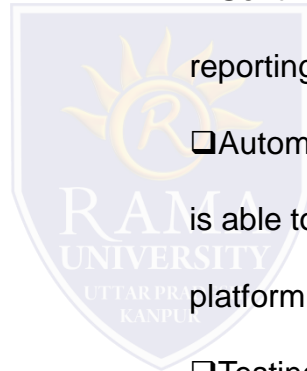 reporting
❑Autom
is able to
platform
❑Testing
R
RAMA
UNIVERSITY
UTTAR PRA
KANPUR